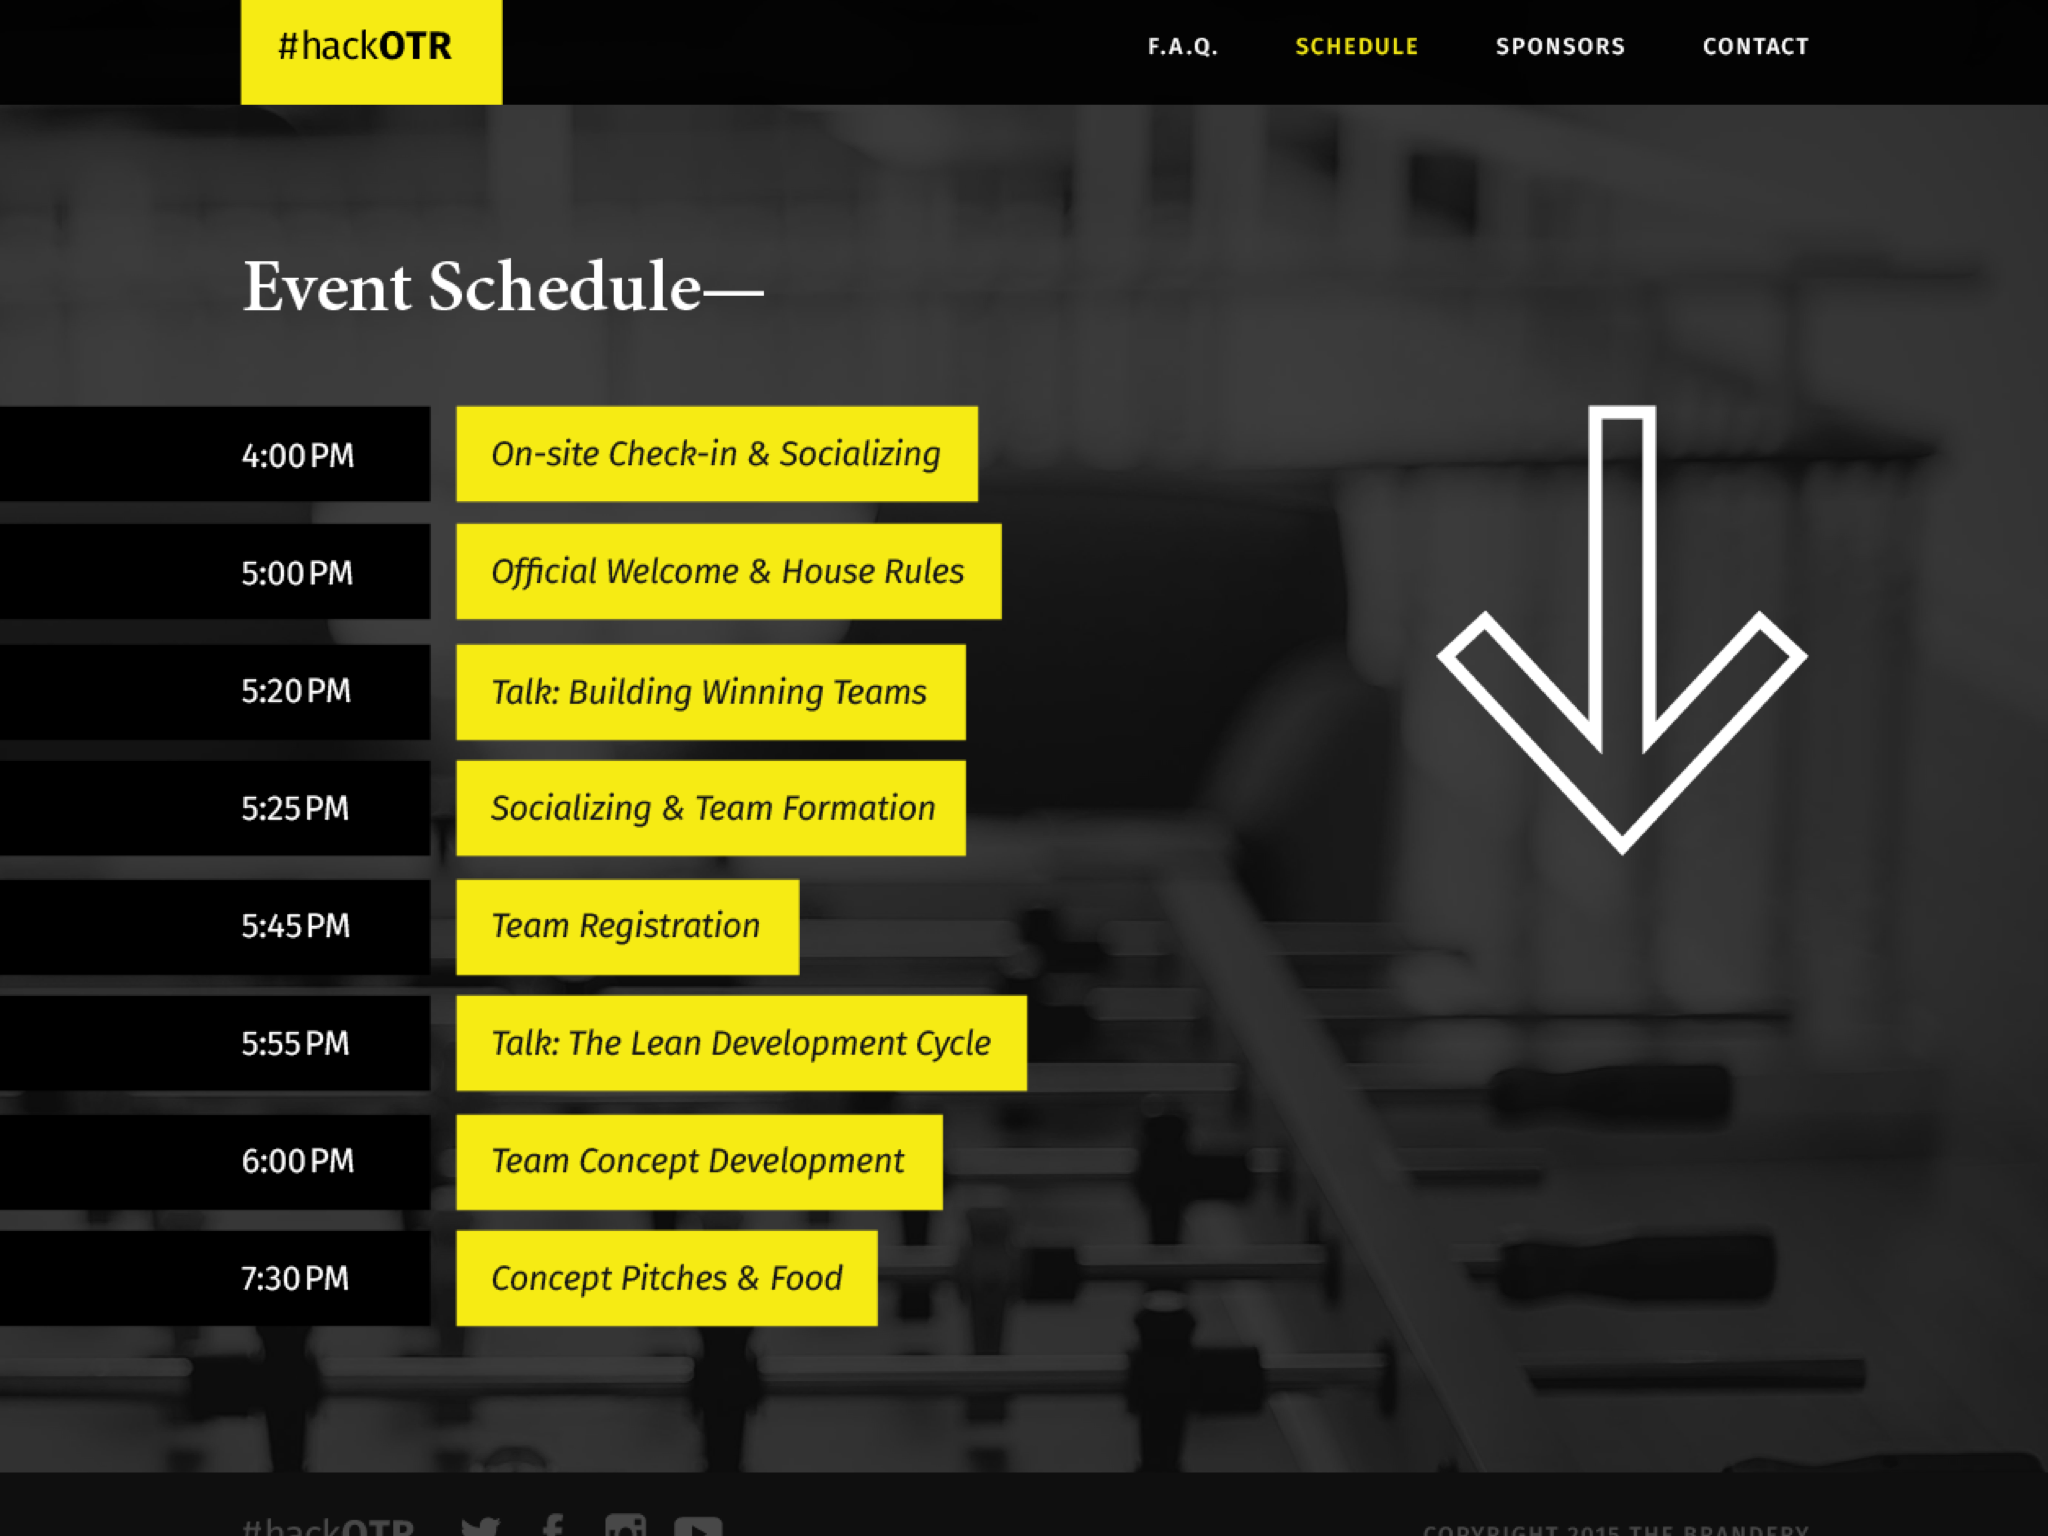 #hackOTR
F.A.Q. SCHEDULE SPONSORS CONTACT
Event Schedule—
4:00 PM On-site Check-in & Socializing
5:00 PM Official Welcome & House Rules
5:20 PM Talk: Building Winning Teams
5:25 PM Socializing & Team Formation
5:45 PM Team Registration
5:55 PM Talk: The Lean Development Cycle
6:00 PM Team Concept Development
7:30 PM Concept Pitches & Food
#hackOTR COPYRIGHT 2015 THE BRANDERY